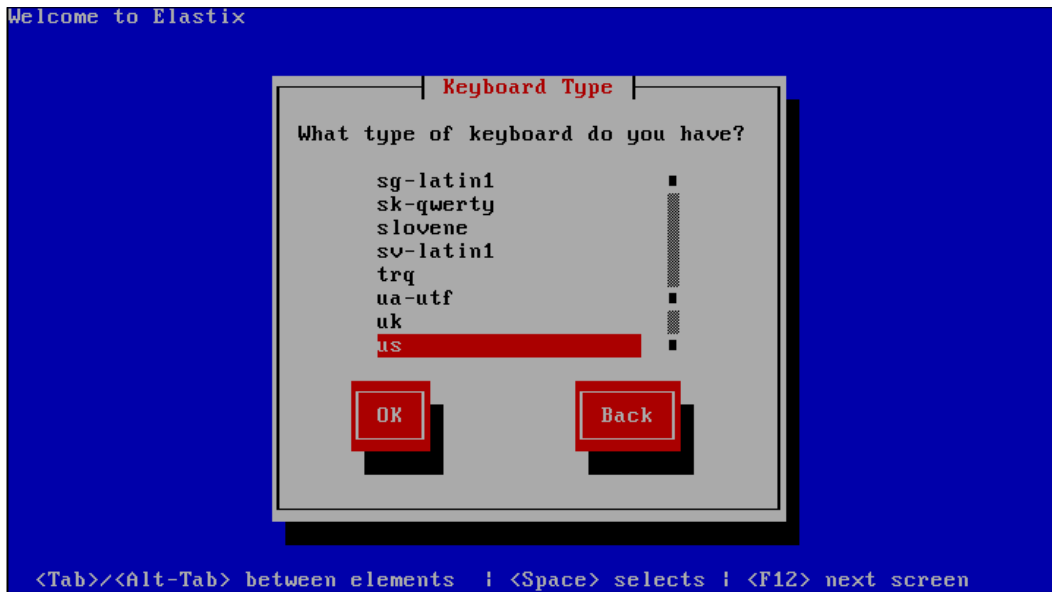 Welcome to Elastix
Keyboard Type
What type of keyboard do you have?
sg-latin1
sk-qwerty
slovene
sv-latin1
trq
ua-utf
uk
us
OK Back
<Tab>/<Alt-Tab> between elements | <Space> selects | <F12> next screen